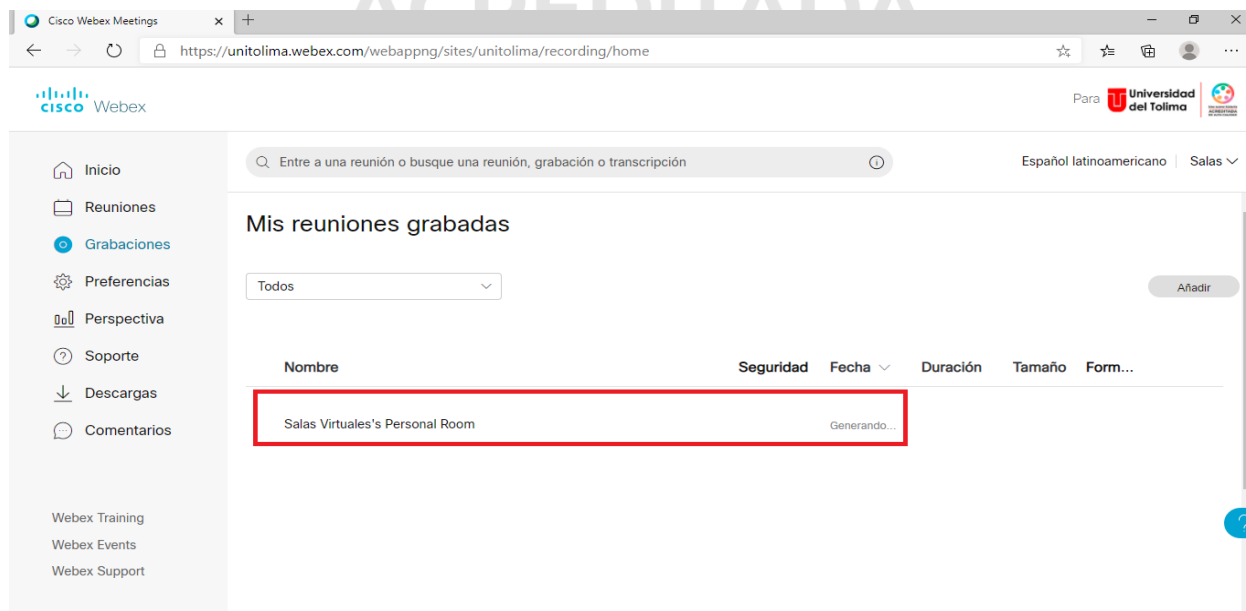 ACREDITADA
Cisco Webex Meetings
https://unitolima.webex.com/webappng/sites/unitolima/recording/home
CISCO Webex
Para Universidad del Tolima
Inicio
Reuniones
Grabaciones
Preferencias
Perspectiva
Soporte
Descargas
Comentarios
Webex Training
Webex Events
Webex Support
Entre a una reunión o busque una reunión, grabación o transcripción
Español latinoamericano
Salas
Mis reuniones grabadas
Todos
Añadir
Nombre Seguridad Fecha Duración Tamaño Form...
Salas Virtuales's Personal Room Generando...